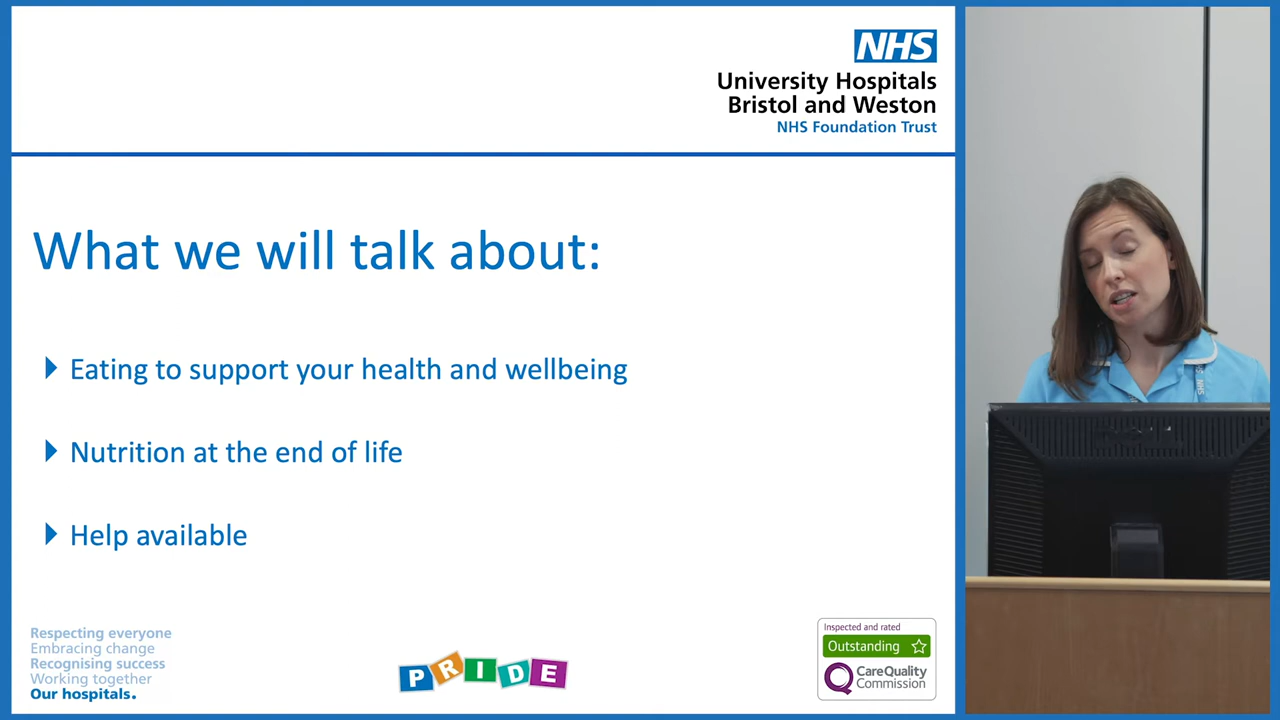 NHS
University Hospitals
Bristol and Weston
NHS Foundation Trust
What we will talk about:
Eating to support your health and wellbeing
Nutrition at the end of life
Help available
Respecting everyone
Embracing change
Recognising success
Working together
Our hospitals.
PRIDE
Inspected and rated
Outstanding
CareQuality
Commission
NHS